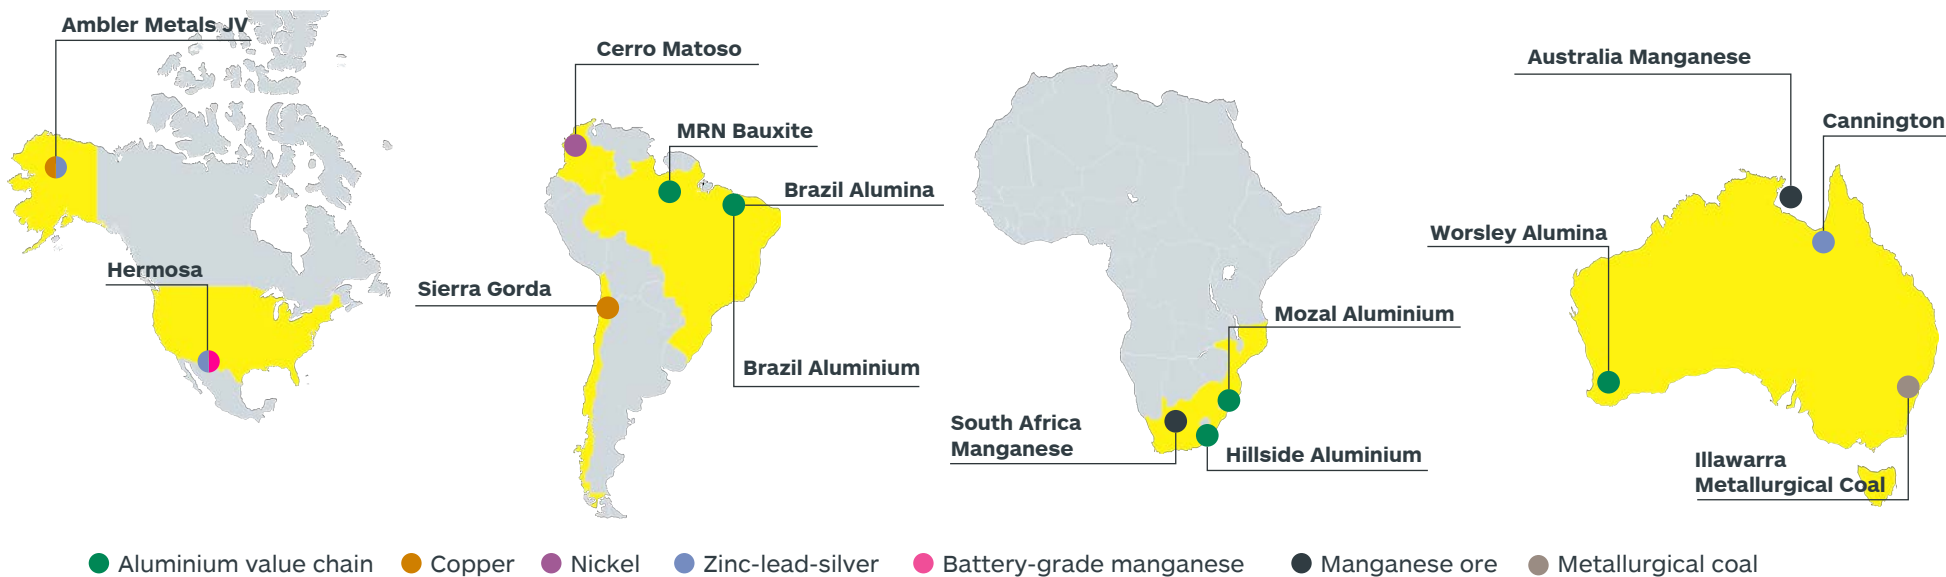 Ambler Metals JV
Hermosa
Cerro Matoso
MRN Bauxite
Brazil Alumina
Sierra Gorda
Brazil Aluminium
Mozal Aluminium
South Africa
Manganese
Hillside Aluminium
Australia Manganese
Cannington
Worsley Alumina
Illawarra
Metallurgical Coal
Aluminium value chain
Copper
Nickel
Zinc-lead-silver
Battery-grade manganese
Manganese ore
Metallurgical coal